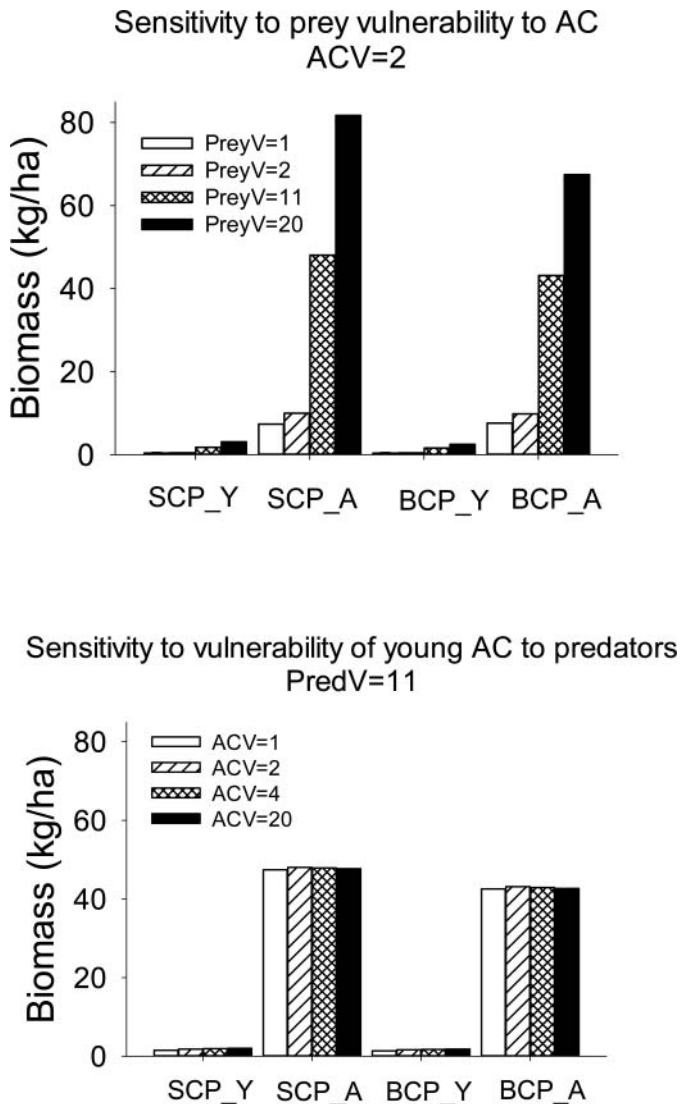 Sensitivity to prey vulnerability to AC
ACV=2
Biomass (kg/ha)
80
60
40
20
0
PreyV=1
PreyV=2
PreyV=11
PreyV=20
SCP_Y SCP_A BCP_Y BCP_A
Sensitivity to vulnerability of young AC to predators
PredV=11
Biomass (kg/ha)
80
60
40
20
0
ACV=1
ACV=2
ACV=4
ACV=20
SCP_Y SCP_A BCP_Y BCP_A